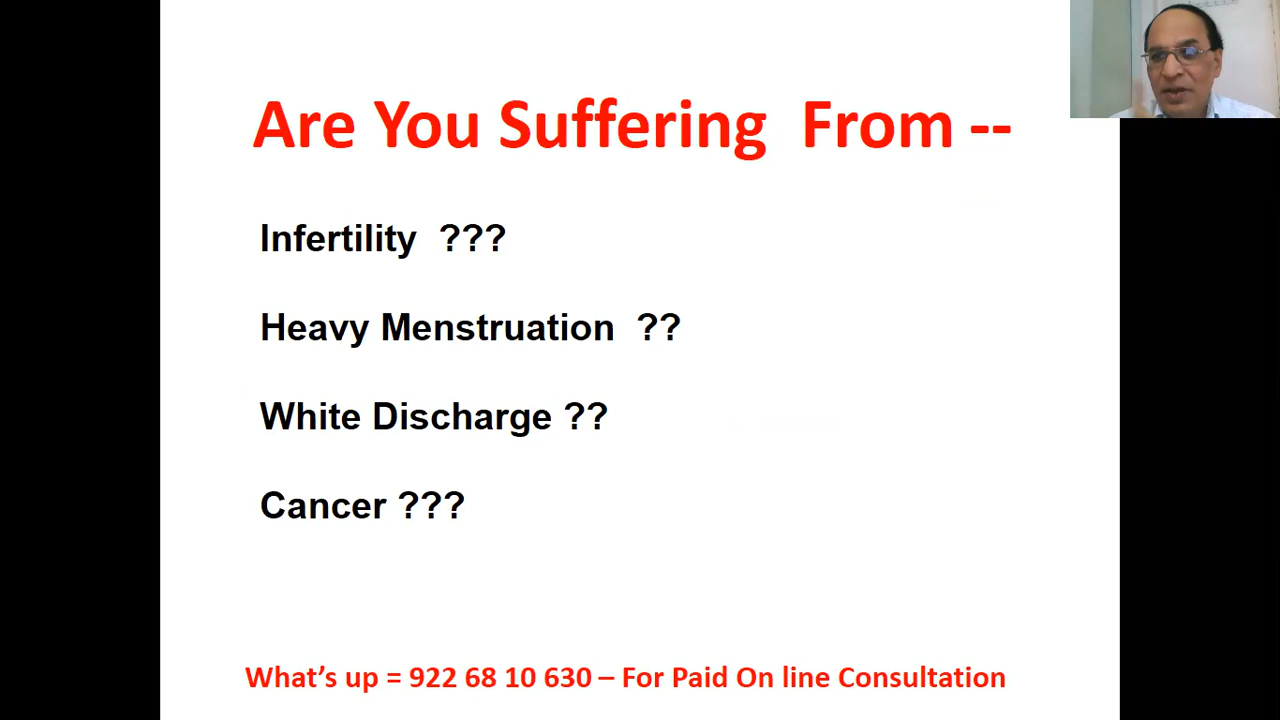 Are You Suffering  From --
Infertility  ???
Heavy Menstruation  ??
White Discharge ??
Cancer ???
What’s up = 922 68 10 630 – For Paid On line Consultation